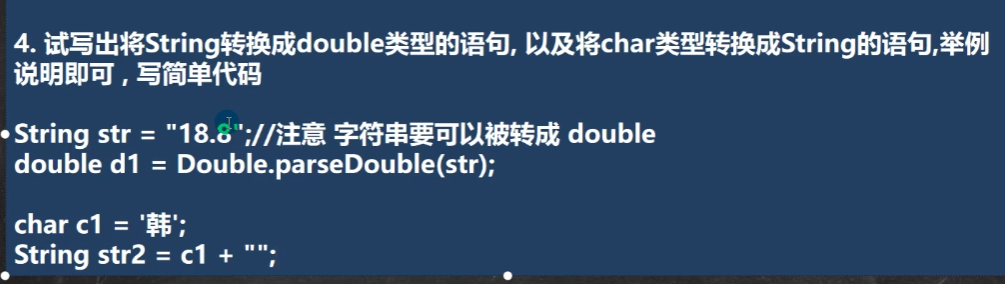 4. 试写出将String转换成double类型的语句, 以及将char类型转换成String的语句,举例
说明即可 , 写简单代码
String str = "18.8";//注意 字符串要可以被转成 double
double d1 = Double.parseDouble(str);
char c1 = '韩';
String str2 = c1 + "";